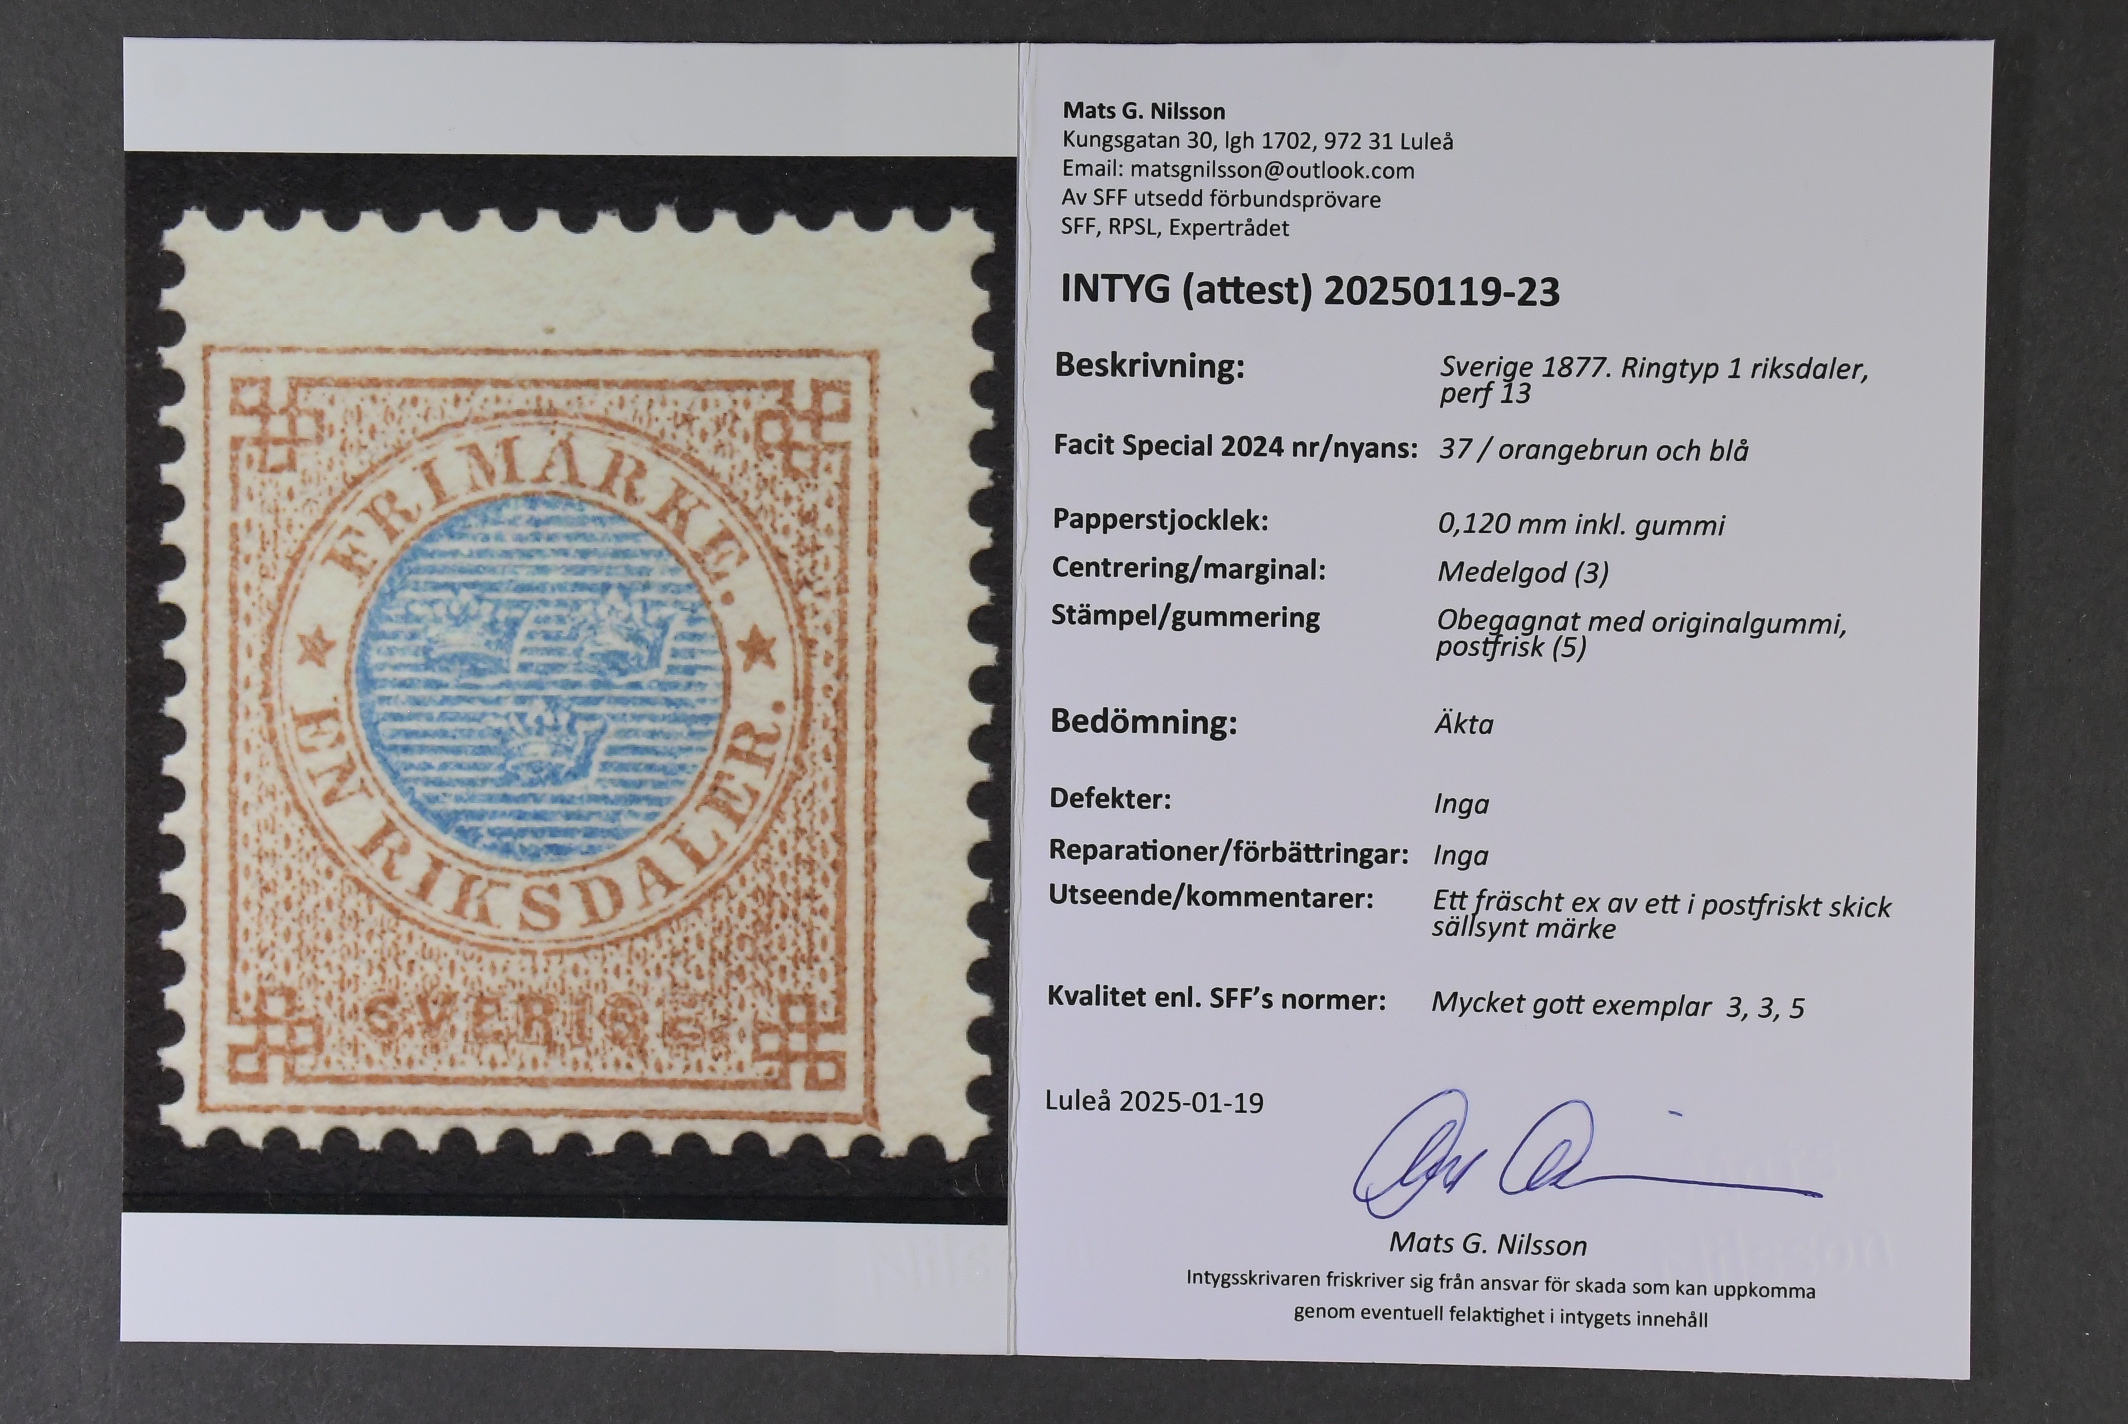 FRIMÄRKE.
EN RIKSDALER.
SVERIGE
Mats G. Nilsson
Kungsgatan 30, lgh 1702, 972 31 Luleå
Email: matsgnilsson@outlook.com
Av SFF utsedd förbundsprövare
SFF, RPSL, Expertrådet
INTYG (attest) 20250119-23
Beskrivning: Sverige 1877. Ringtyp 1 riksdaler,
perf 13
Facit Special 2024 nr/nyans: 37 / orangebrun och blå
Papperstjocklek: 0,120 mm inkl. gummi
Centrering/marginal: Medelgod (3)
Stämpel/gummering Obegagnat med originalgummi,
postfrisk (5)
Bedömning: Äkta
Defekter: Inga
Reparationer/förbättringar: Inga
Utseende/kommentarer: Ett fräscht ex av ett i postfriskt skick
sällsynt märke
Kvalitet enl. SFF's normer: Mycket gott exemplar 3, 3, 5
Luleå 2025-01-19
Mats G. Nilsson
Intygsskrivaren friskriver sig från ansvar för skada som kan uppkomma
genom eventuell felaktighet i intygets innehåll